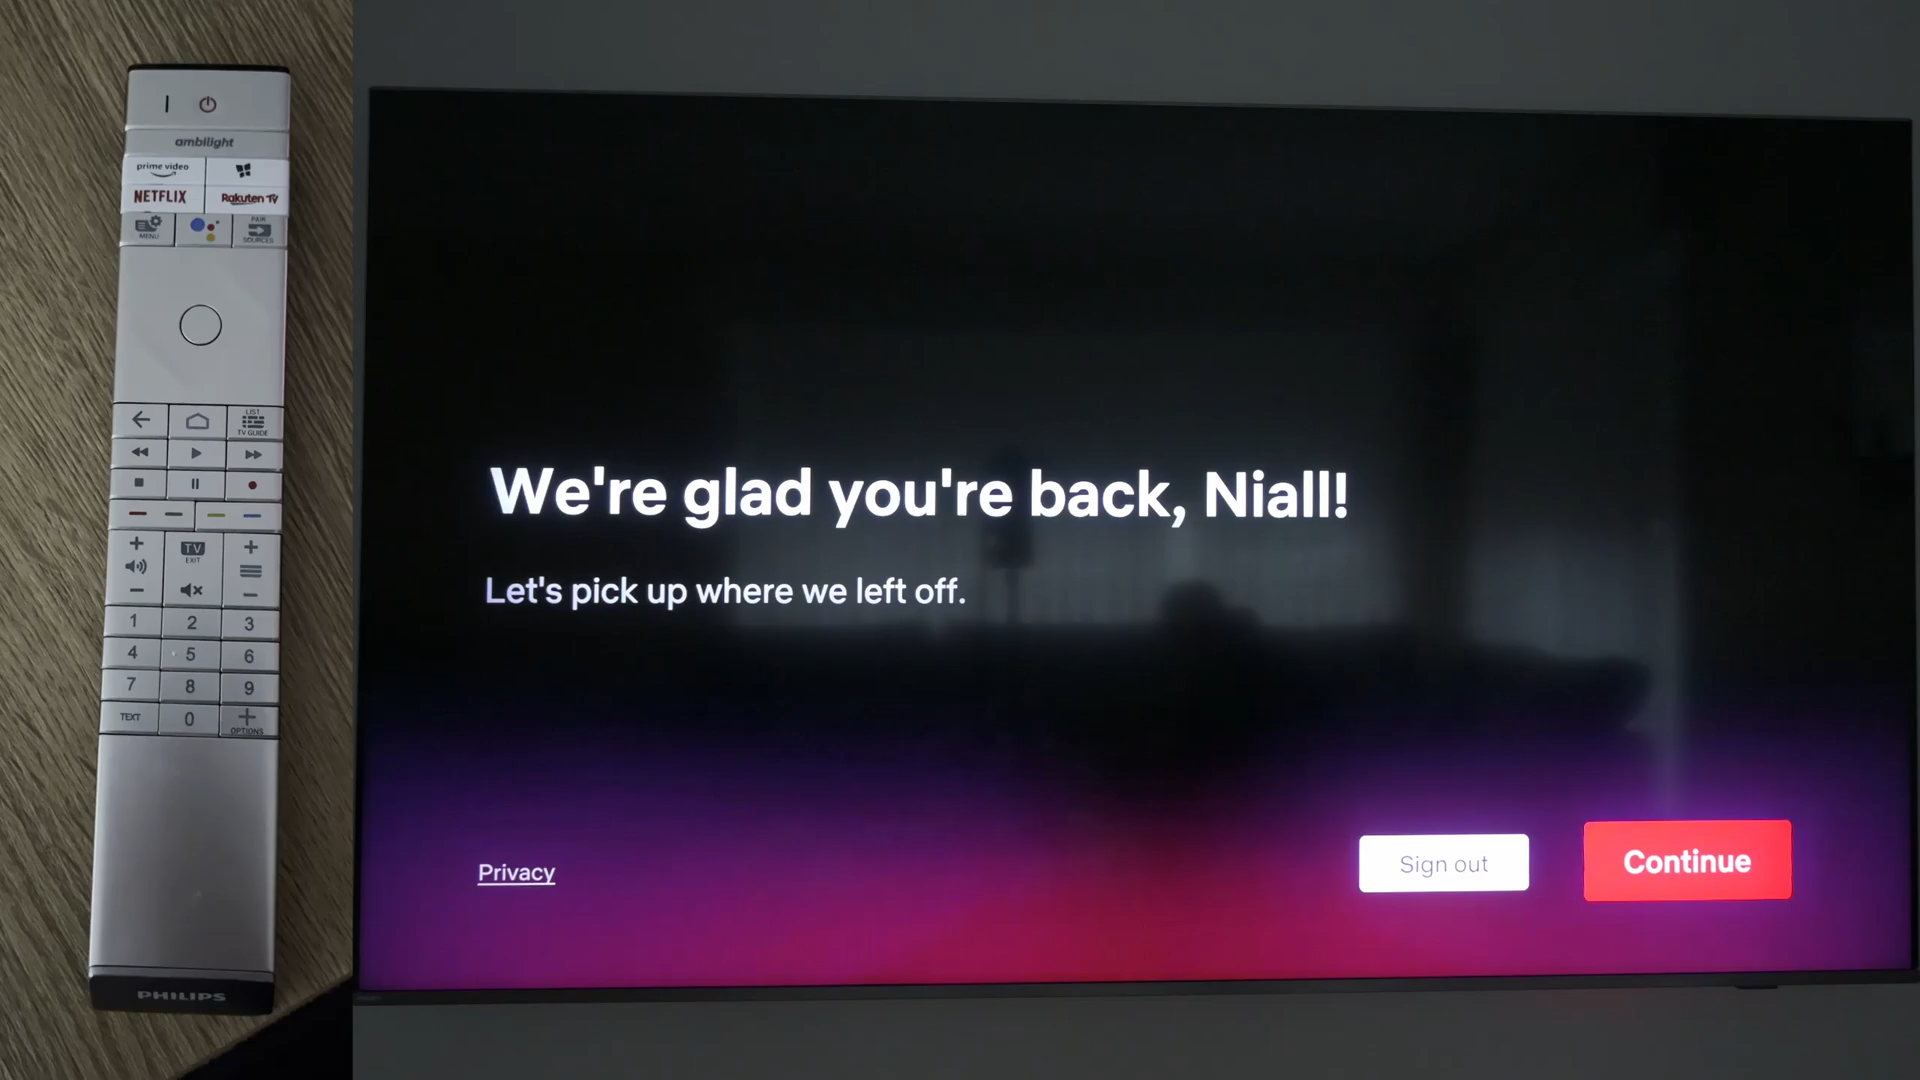 ambilight
prime video
NETFLIX Rakuten TV
MENU
PAIR
SOURCES
LIST
TV GUIDE
TV
EXIT
1 2 3
4 5 6
7 8 9
TEXT 0
OPTIONS
PHILIPS
We're glad you're back, Niall!
Let's pick up where we left off.
Privacy
Sign out
Continue